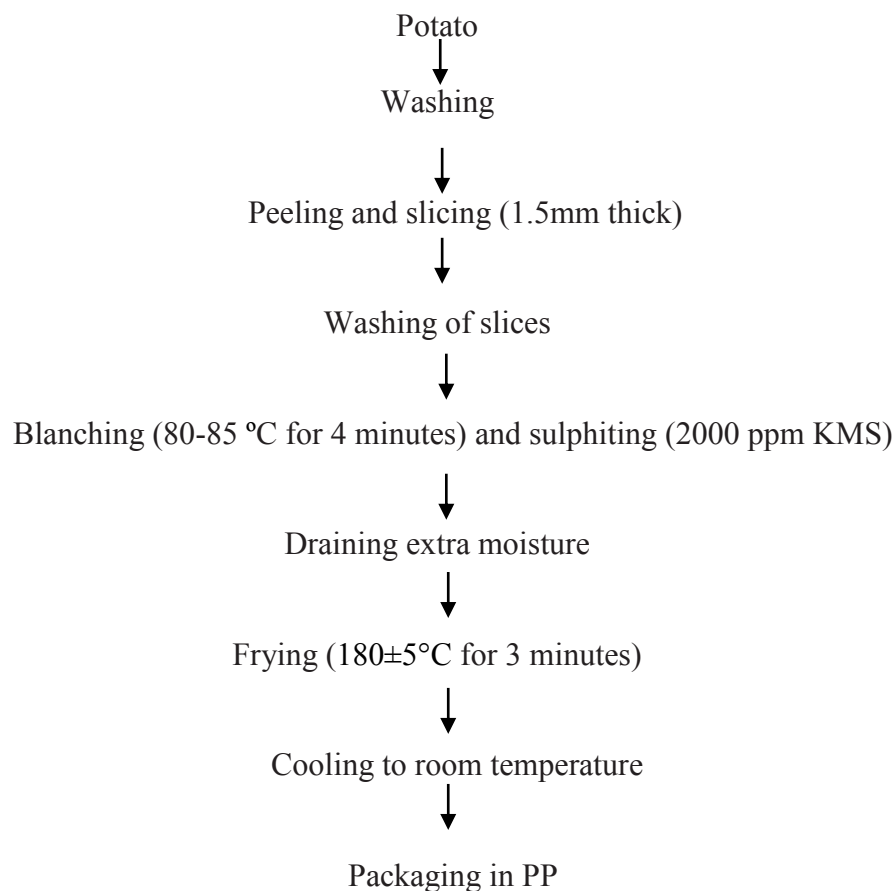 Potato
Washing
Peeling and slicing (1.5mm thick)
Washing of slices
Blanching (80-85 ºC for 4 minutes) and sulphiting (2000 ppm KMS)
Draining extra moisture
Frying (180±5°C for 3 minutes)
Cooling to room temperature
Packaging in PP